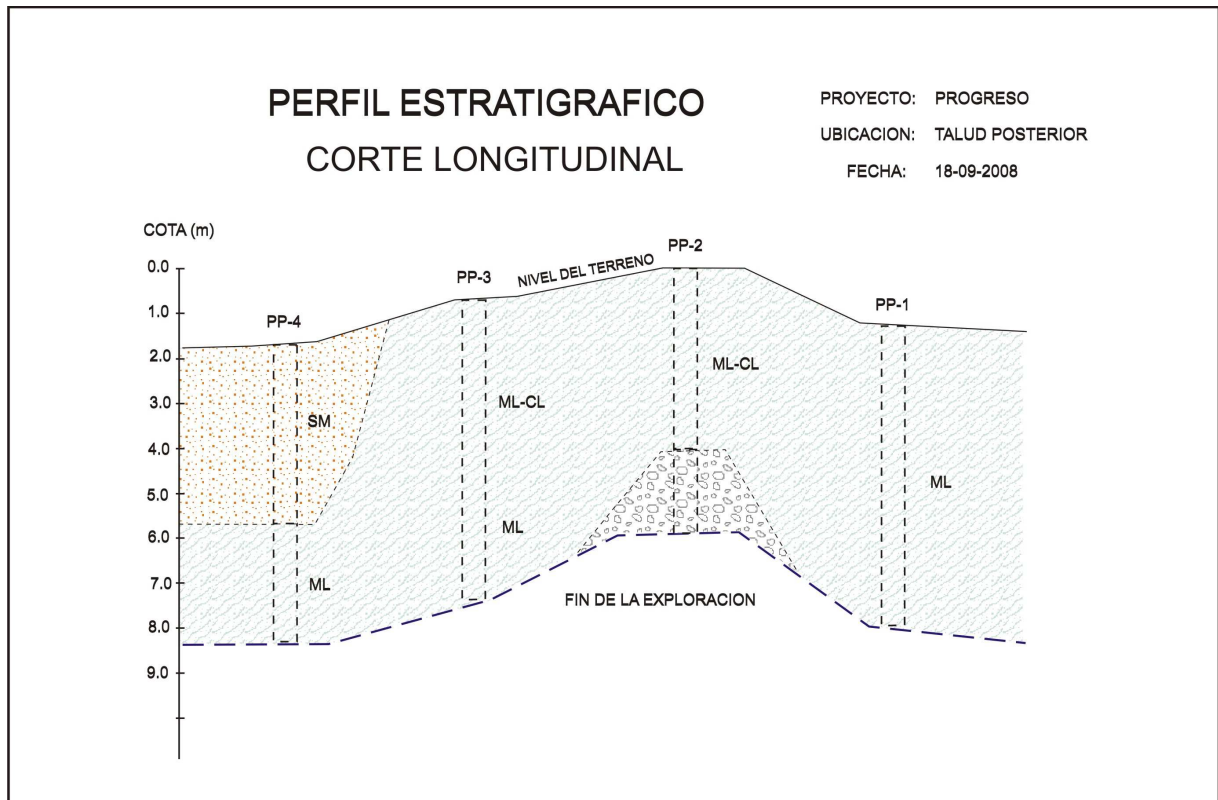 PERFIL ESTRATIGRAFICO
CORTE LONGITUDINAL
PROYECTO: PROGRESO
UBICACION: TALUD POSTERIOR
FECHA: 18-09-2008
COTA (m)
0.0
1.0
2.0
3.0
4.0
5.0
6.0
7.0
8.0
9.0
PP-4
PP-3
NIVEL DEL TERRENO
PP-2
PP-1
SM
ML
ML-CL
ML
ML-CL
ML
FIN DE LA EXPLORACION